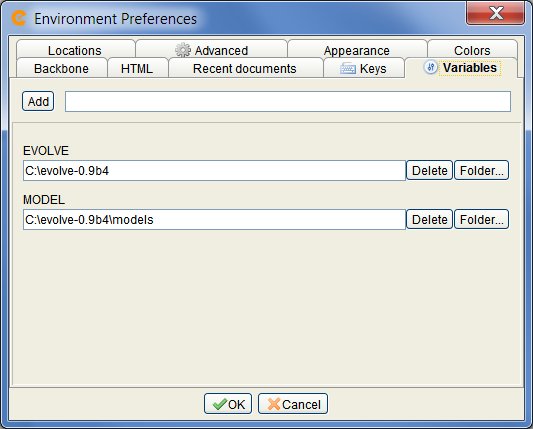 Environment Preferences
Locations Advanced Appearance Colors
Backbone HTML Recent documents Keys Variables
Add
EVOLVE
C:\evolve-0.9b4 Delete Folder...
MODEL
C:\evolve-0.9b4\models Delete Folder...
OK Cancel